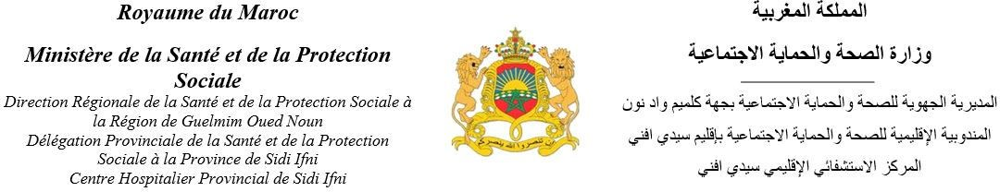 Royaume du Maroc
Ministère de la Santé et de la Protection
Sociale
Direction Régionale de la Santé et de la Protection Sociale à
la Région de Guelmim Oued Noun
Délégation Provinciale de la Santé et de la Protection
Sociale à la Province de Sidi Ifni
Centre Hospitalier Provincial de Sidi Ifni
إن تنصروا الله ينصركم
المملكة المغربية
وزارة الصحة والحماية الاجتماعية
المديرية الجهوية للصحة والحماية الاجتماعية بجهة كلميم واد نون
المندوبية الإقليمية للصحة والحماية الاجتماعية بإقليم سيدي افني
المركز الاستشفائي الإقليمي سيدي افني